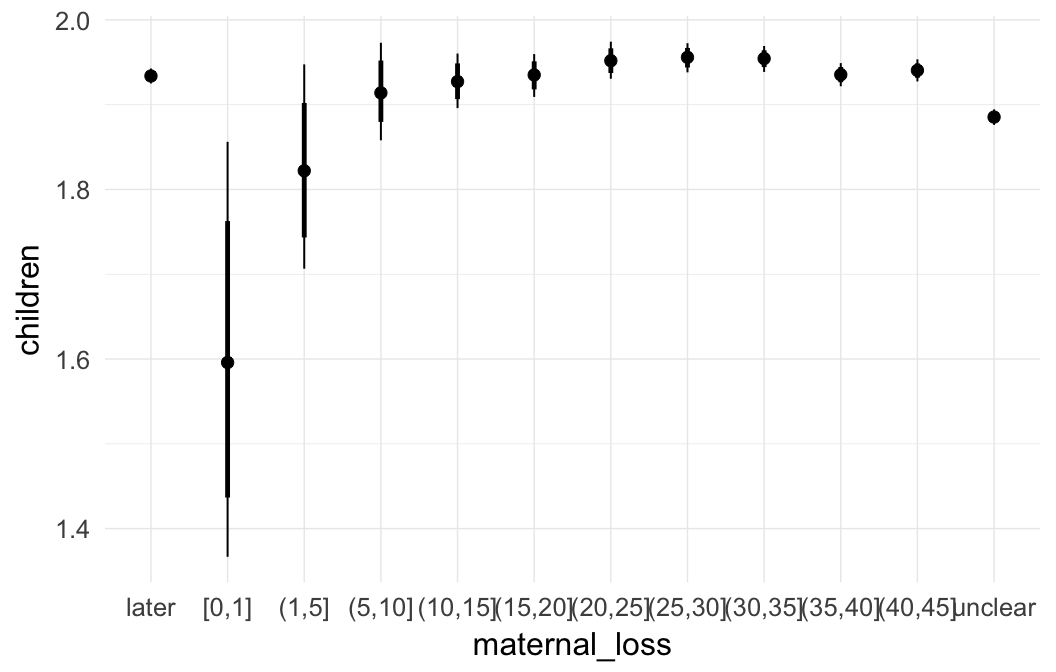 2.0
1.8
1.6
1.4
children
later [0,1] (1,5] (5,10] (10,15] (15,20] (20,25] (25,30] (30,35] (35,40] (40,45] unclear
maternal_loss